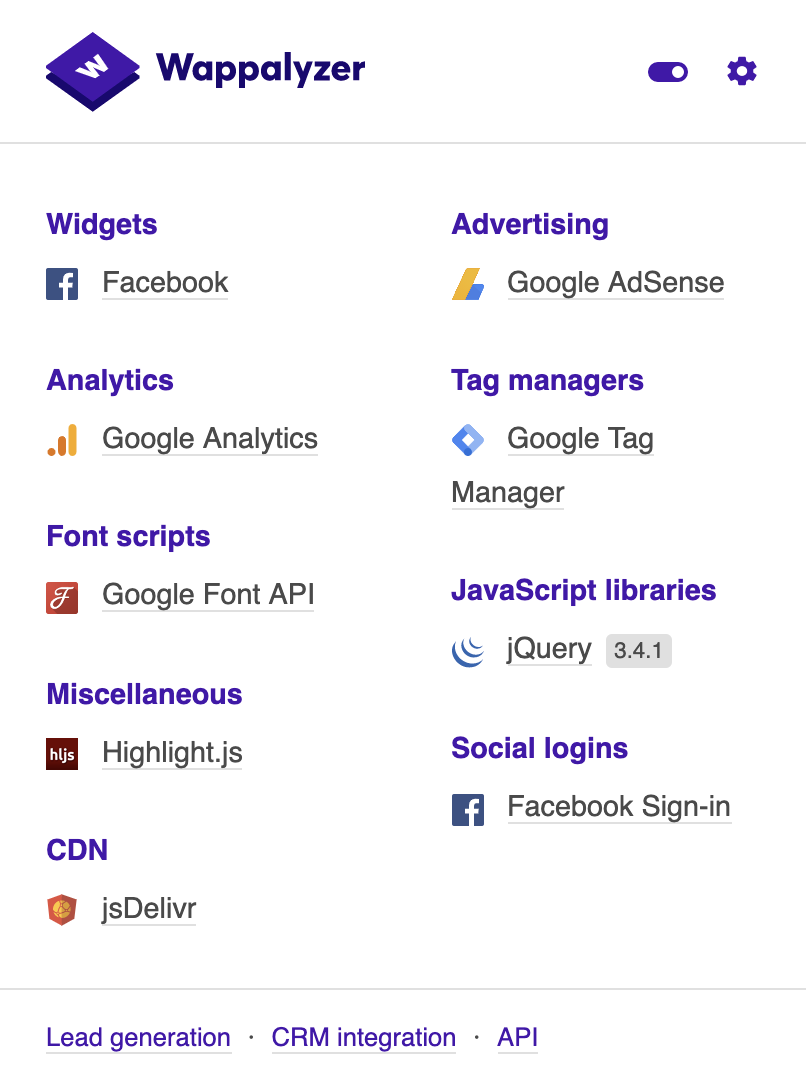 Wappalyzer
Widgets
Facebook
Analytics
Google Analytics
Font scripts
Google Font API
Miscellaneous
hljs Highlight.js
CDN
jsDelivr
Advertising
Google AdSense
Tag managers
Google Tag
Manager
JavaScript libraries
jQuery 3.4.1
Social logins
Facebook Sign-in
Lead generation · CRM integration · API